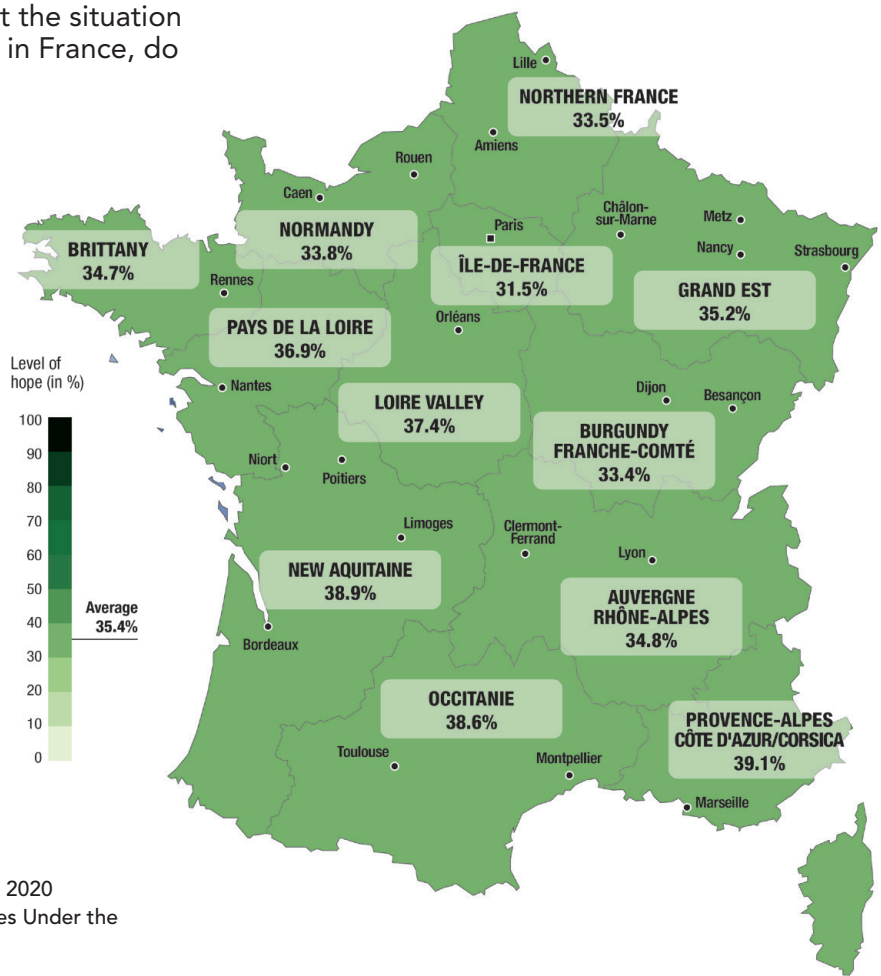 t the situation
in France, do
Lille
NORTHERN FRANCE
33.5%
Amiens
Rouen
Caen
NORMANDY
33.8%
Paris
Châlon-
sur-Marne
Metz
Nancy
Strasbourg
BRITTANY
34.7%
ÎLE-DE-FRANCE
31.5%
GRAND EST
35.2%
Rennes
PAYS DE LA LOIRE
36.9%
Orléans
Level of
hope (in %)
Nantes
LOIRE VALLEY
37.4%
Dijon
Besançon
BURGUNDY
FRANCHE-COMTÉ
33.4%
100
90
80
70
60
50
40
30
20
10
0
Average
35.4%
Niort
Poitiers
Limoges
Clermont-
Ferrand
Lyon
NEW AQUITAINE
38.9%
AUVERGNE
RHÔNE-ALPES
34.8%
Bordeaux
OCCITANIE
38.6%
PROVENCE-ALPES
CÔTE D'AZUR/CORSICA
39.1%
Toulouse
Montpellier
Marseille
2020
es Under the